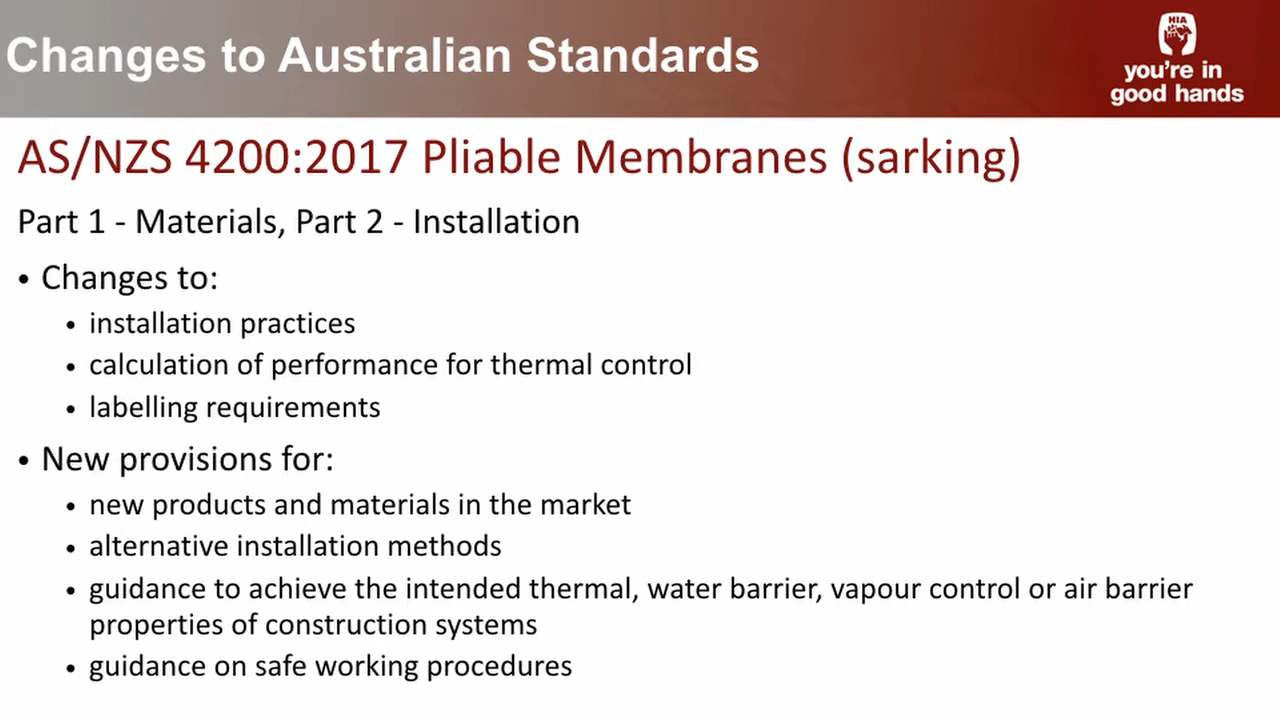 Changes to Australian Standards
HIA
you're in
good hands
AS/NZS 4200:2017 Pliable Membranes (sarking)
Part 1 - Materials, Part 2 - Installation
• Changes to:
• installation practices
• calculation of performance for thermal control
• labelling requirements
• New provisions for:
• new products and materials in the market
• alternative installation methods
• guidance to achieve the intended thermal, water barrier, vapour control or air barrier
properties of construction systems
• guidance on safe working procedures